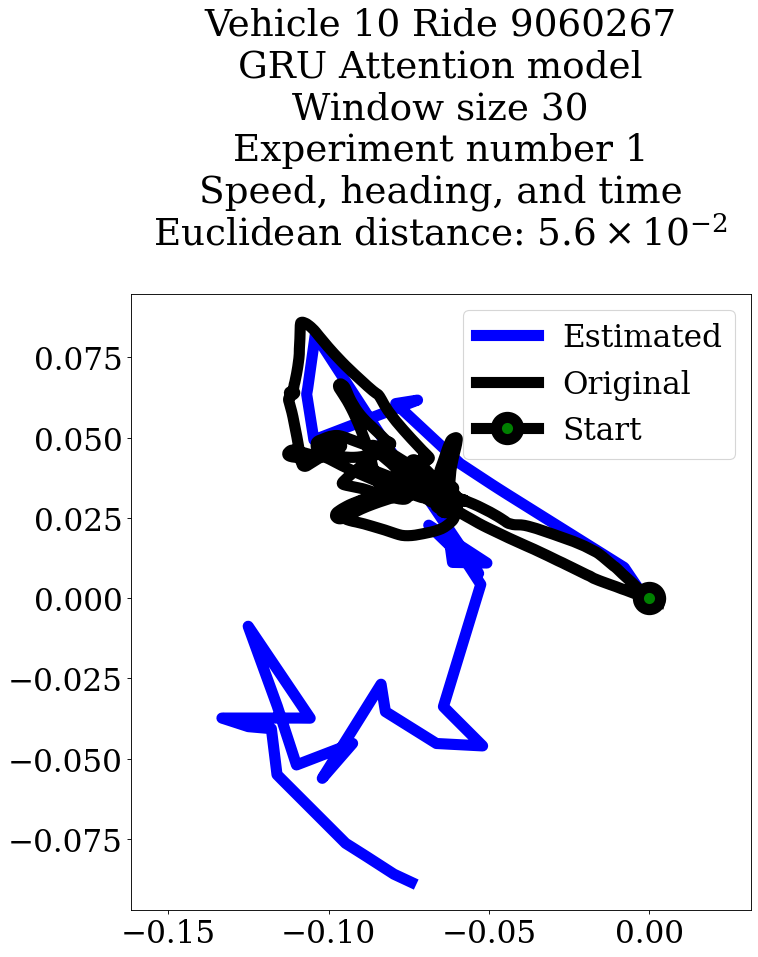 Vehicle 10 Ride 9060267
GRU Attention model
Window size 30
Experiment number 1
Speed, heading, and time
Euclidean distance: 5.6 × 10⁻²
Estimated
Original
Start
0.075
0.050
0.025
0.000
−0.025
−0.050
−0.075
−0.15 −0.10 −0.05 0.00